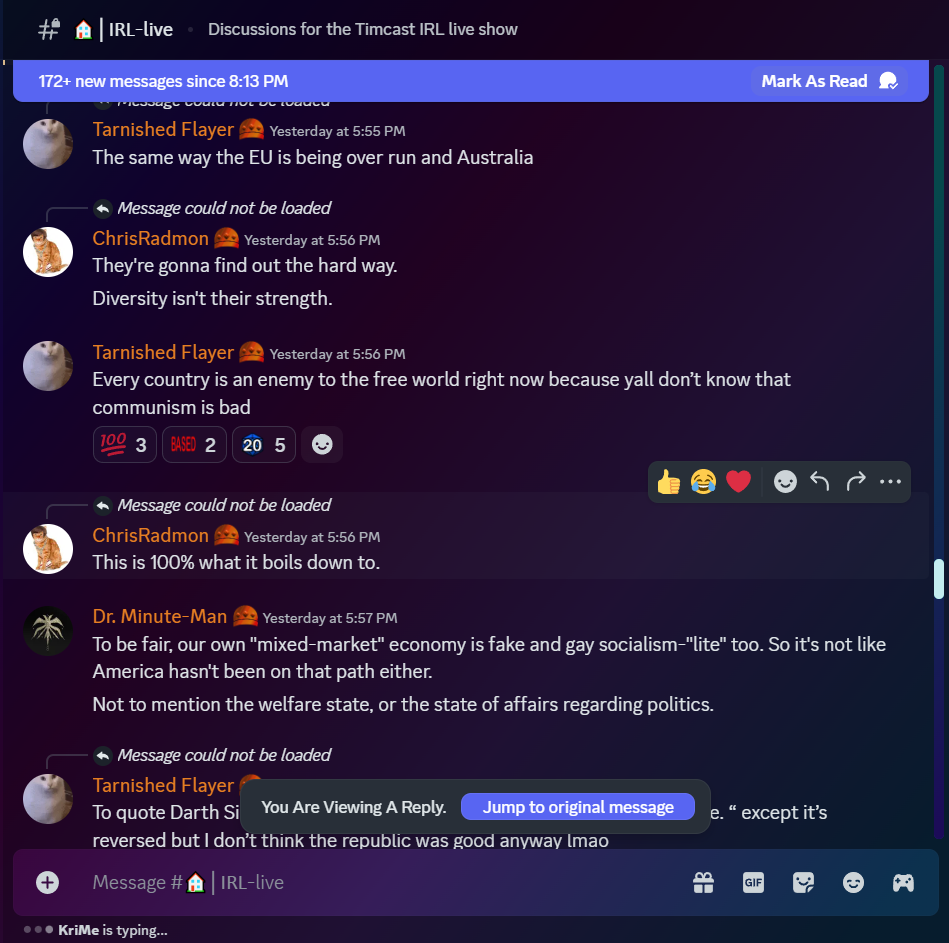 IRL-live
Discussions for the Timcast IRL live show
172+ new messages since 8:13 PM
Mark As Read
Message could not be loaded
Tarnished Flayer Yesterday at 5:55 PM
The same way the EU is being over run and Australia
Message could not be loaded
ChrisRadmon Yesterday at 5:56 PM
They're gonna find out the hard way.
Diversity isn't their strength.
Tarnished Flayer Yesterday at 5:56 PM
Every country is an enemy to the free world right now because yall don’t know that
communism is bad
100 3 BASED 2 20 5
Message could not be loaded
ChrisRadmon Yesterday at 5:56 PM
This is 100% what it boils down to.
Dr. Minute-Man Yesterday at 5:57 PM
To be fair, our own "mixed-market" economy is fake and gay socialism-"lite" too. So it's not like
America hasn't been on that path either.
Not to mention the welfare state, or the state of affairs regarding politics.
Message could not be loaded
Tarnished Flayer
To quote Darth e. “ except it’s
You Are Viewing A Reply. Jump to original message
reversed but I don’t think the republic was good anyway lmao
Message # | IRL-live
GIF
KriMe is typing...